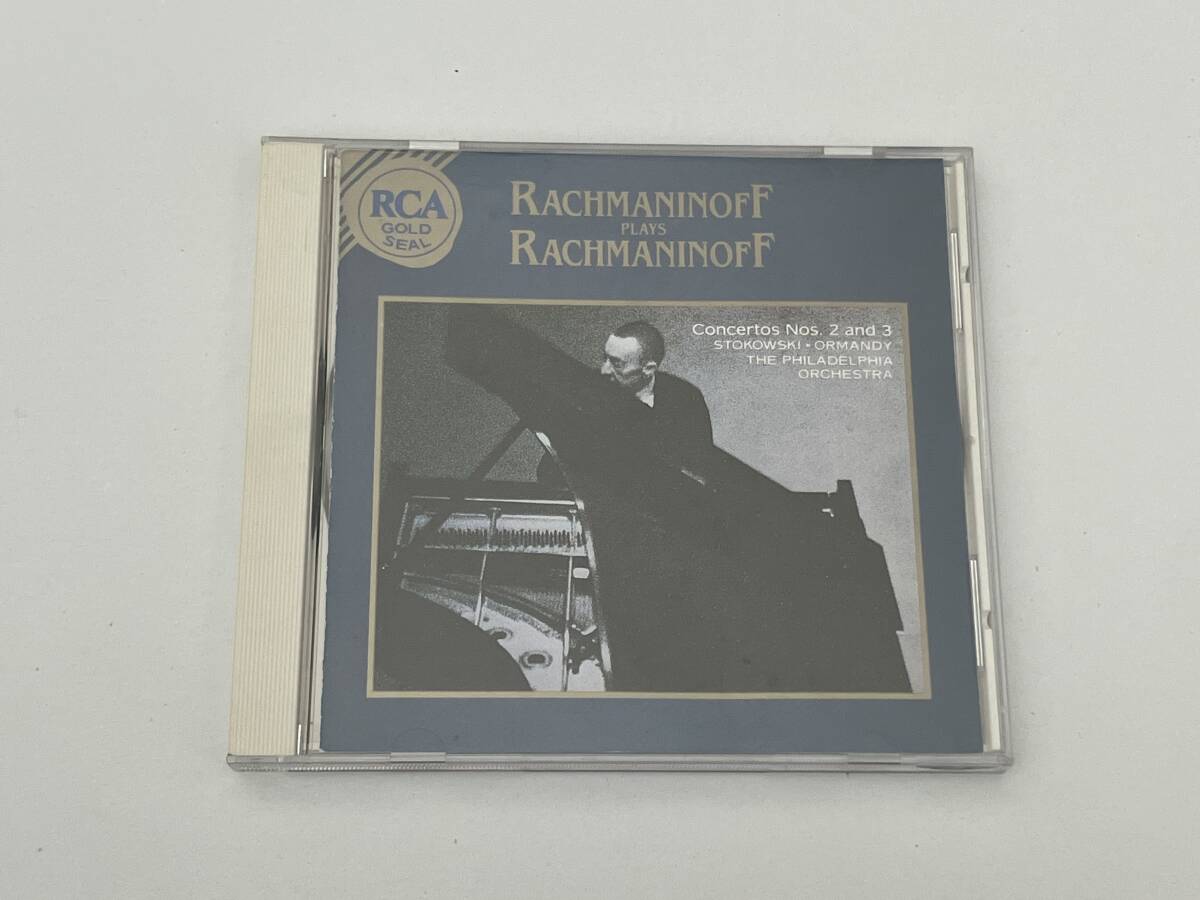 RCA
GOLD
SEAL
RACHMANINOFF
PLAYS
RACHMANINOFF
Concertos Nos. 2 and 3
STOKOWSKI • ORMANDY
THE PHILADELPHIA
ORCHESTRA